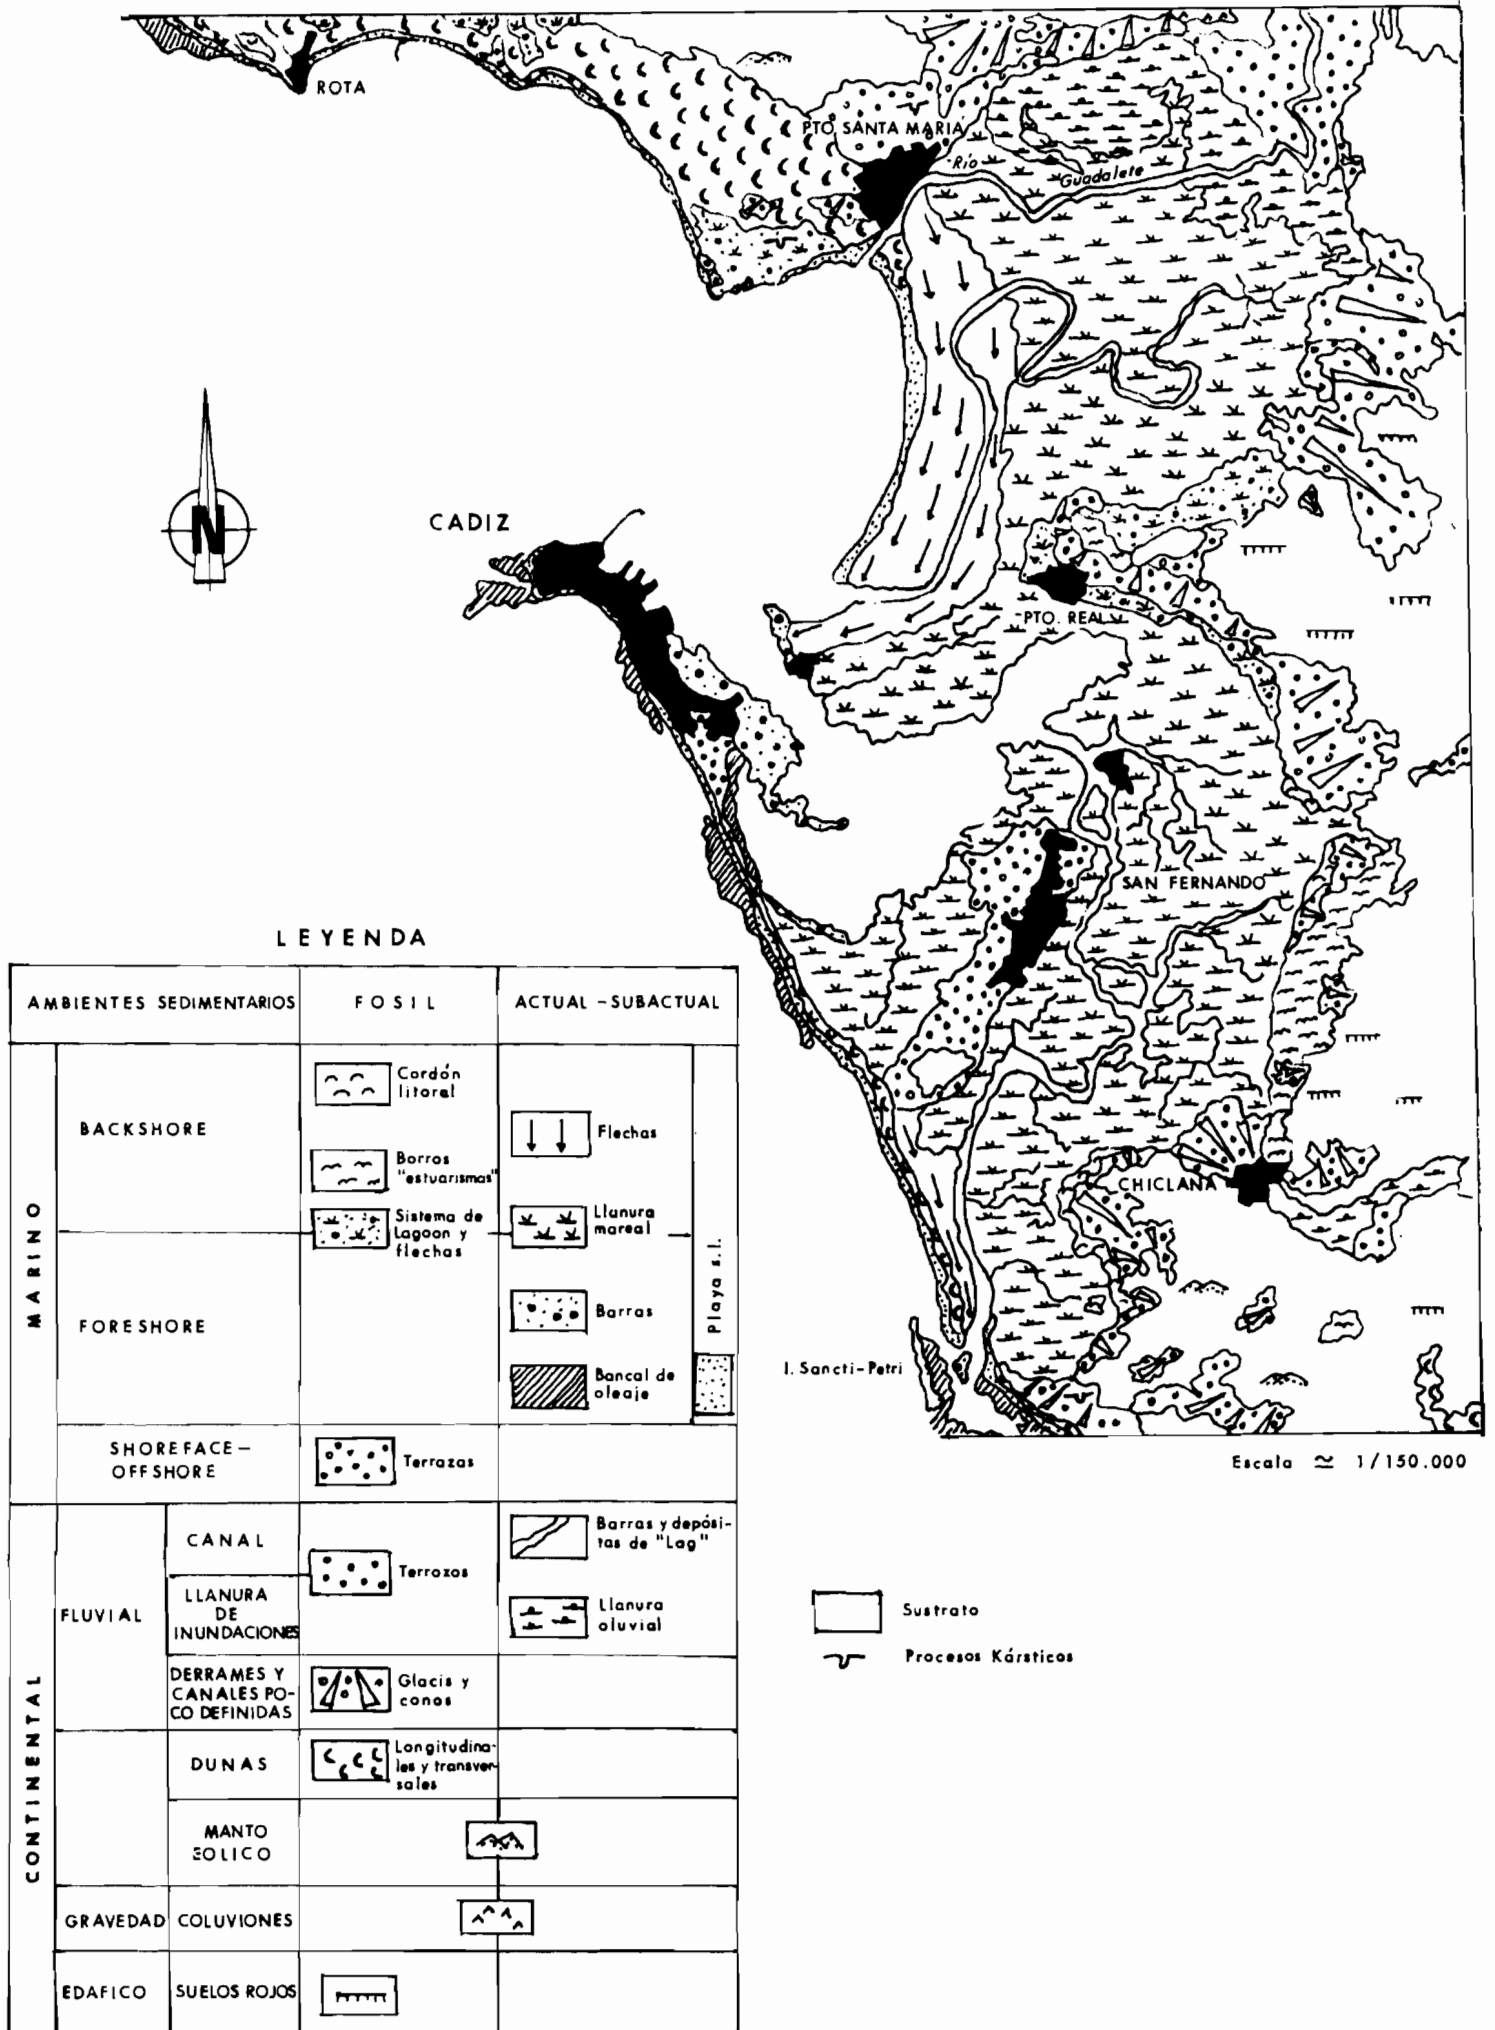 ROTA
PTO. SANTA MARIA
Río
Guadalete
N
CADIZ
PTO. REAL
SAN FERNANDO
CHICLANA
I. Sancti-Petri
Escala ≃ 1/150.000
LEYENDA
AMBIENTES SEDIMENTARIOS
FOSIL
ACTUAL - SUBACTUAL
MARINO
BACKSHORE
Cordón
litoral
Flechas
Barras
"estuarismas"
Sistema de
Lagoon y
flechas
Llanura
mareal
Playa s.l.
FORESHORE
Barras
Bancal de
oleaje
SHOREFACE-
OFFSHORE
Terrazas
CONTINENTAL
FLUVIAL
CANAL
Barras y depósi-
tas de "Lag"
Terrazos
LLANURA
DE
INUNDACIONES
Llanura
aluvial
DERRAMES Y
CANALES PO-
CO DEFINIDAS
Glacis y
conos
DUNAS
Longitudina-
les y transver-
sales
MANTO
EOLICO
GRAVEDAD
COLUVIONES
EDAFICO
SUELOS ROJOS
Sustrato
Procesos Kársticos